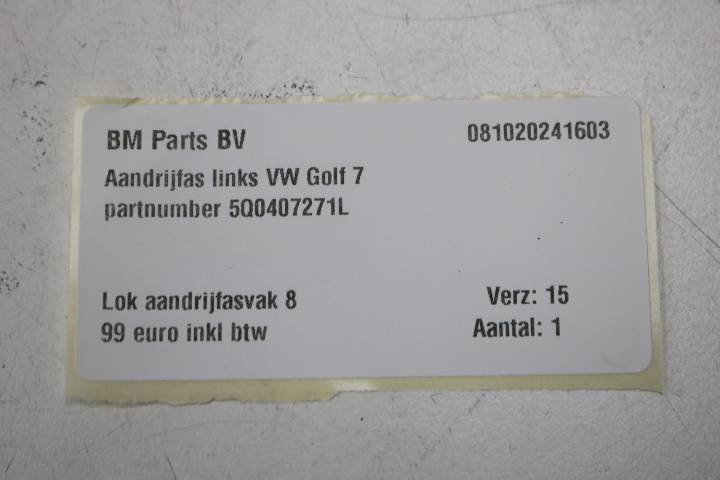 BM Parts BV 081020241603
Aandrijfas links VW Golf 7
partnumber 5Q0407271L
Lok aandrijfasvak 8 Verz: 15
99 euro inkl btw Aantal: 1